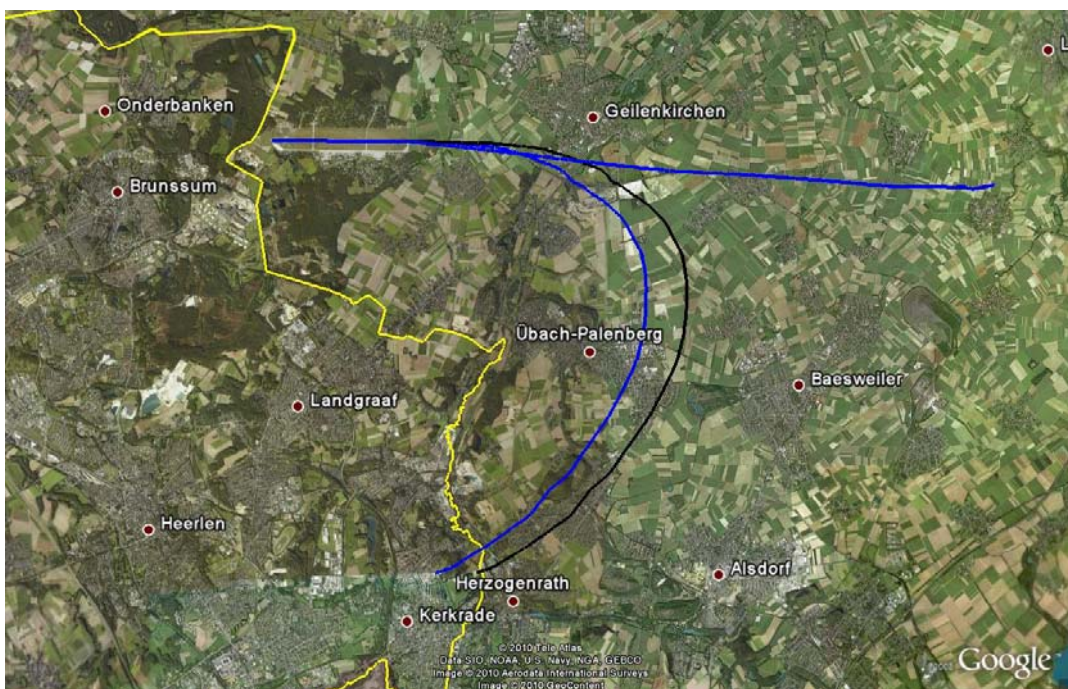 L
Onderbanken
Geilenkirchen
Brunssum
Übach-Palenberg
Baesweiler
Landgraaf
Heerlen
Alsdorf
Herzogenrath
Kerkrade
© 2010 Tele Atlas
Data SIO, NOAA, U.S. Navy, NGA, GEBCO
Image © 2010 Aerodata International Surveys
Image © 2010 GeoContent
Google